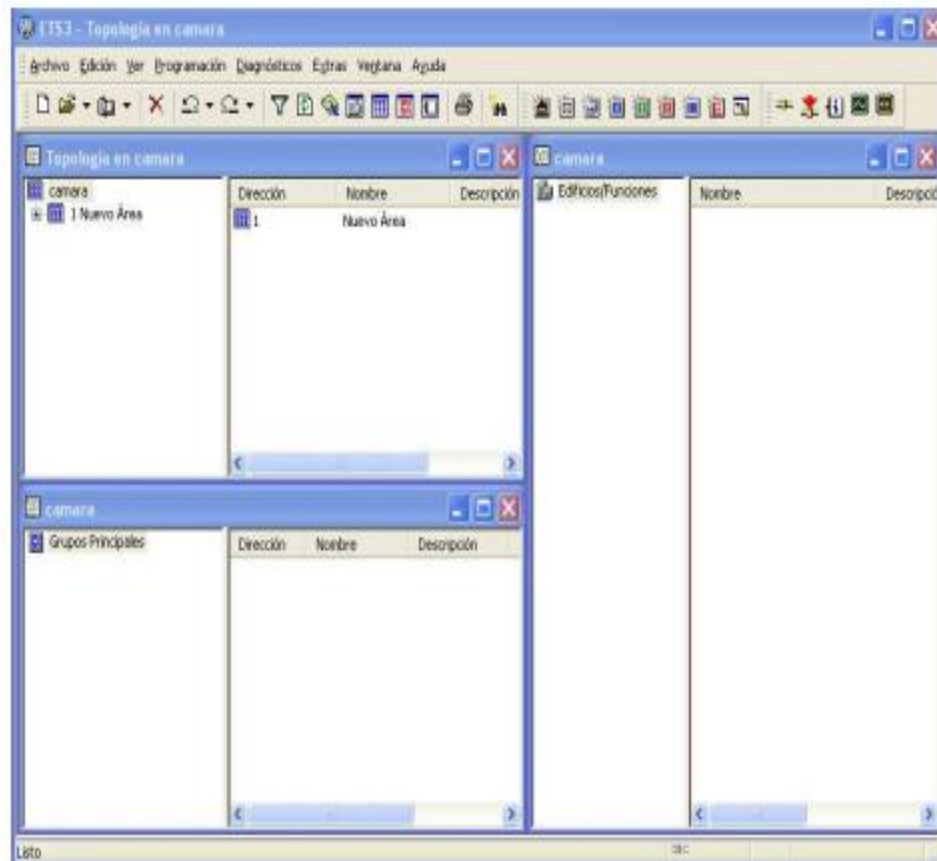 ETS3 - Topología en camara
Archivo Edición Ver Programación Diagnósticos Extras Ventana Ayuda
Topología en camara
camara
1 Nuevo Área
Dirección Nombre Descripción
1 Nuevo Área
camara
Edificios/Funciones
Nombre Descripció
camara
Grupos Principales
Dirección Nombre Descripción
Listo